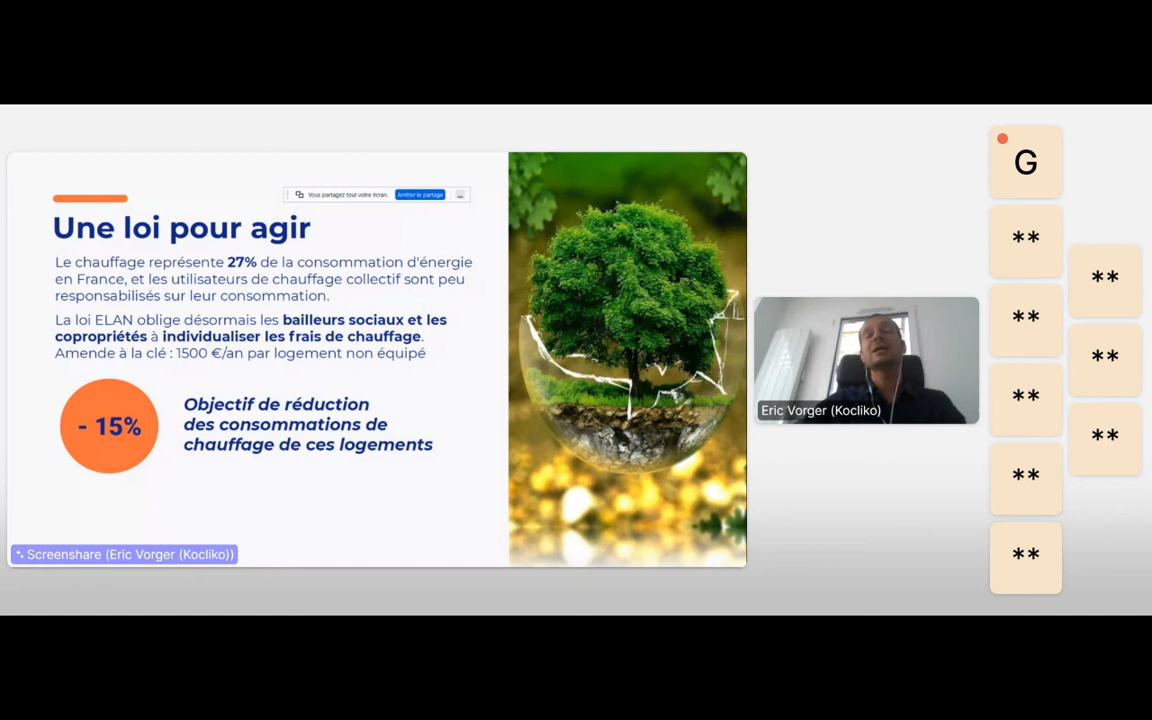 Vous partagez tout votre écran. Arrêter le partage
Une loi pour agir
Le chauffage représente 27% de la consommation d'énergie
en France, et les utilisateurs de chauffage collectif sont peu
responsabilisés sur leur consommation.
La loi ELAN oblige désormais les bailleurs sociaux et les
copropriétés à individualiser les frais de chauffage.
Amende à la clé : 1500 €/an par logement non équipé
- 15%
Objectif de réduction
des consommations de
chauffage de ces logements
Screenshare (Eric Vorger (Kocliko))
Eric Vorger (Kocliko)
G
**
**
**
**
**
**
**
**